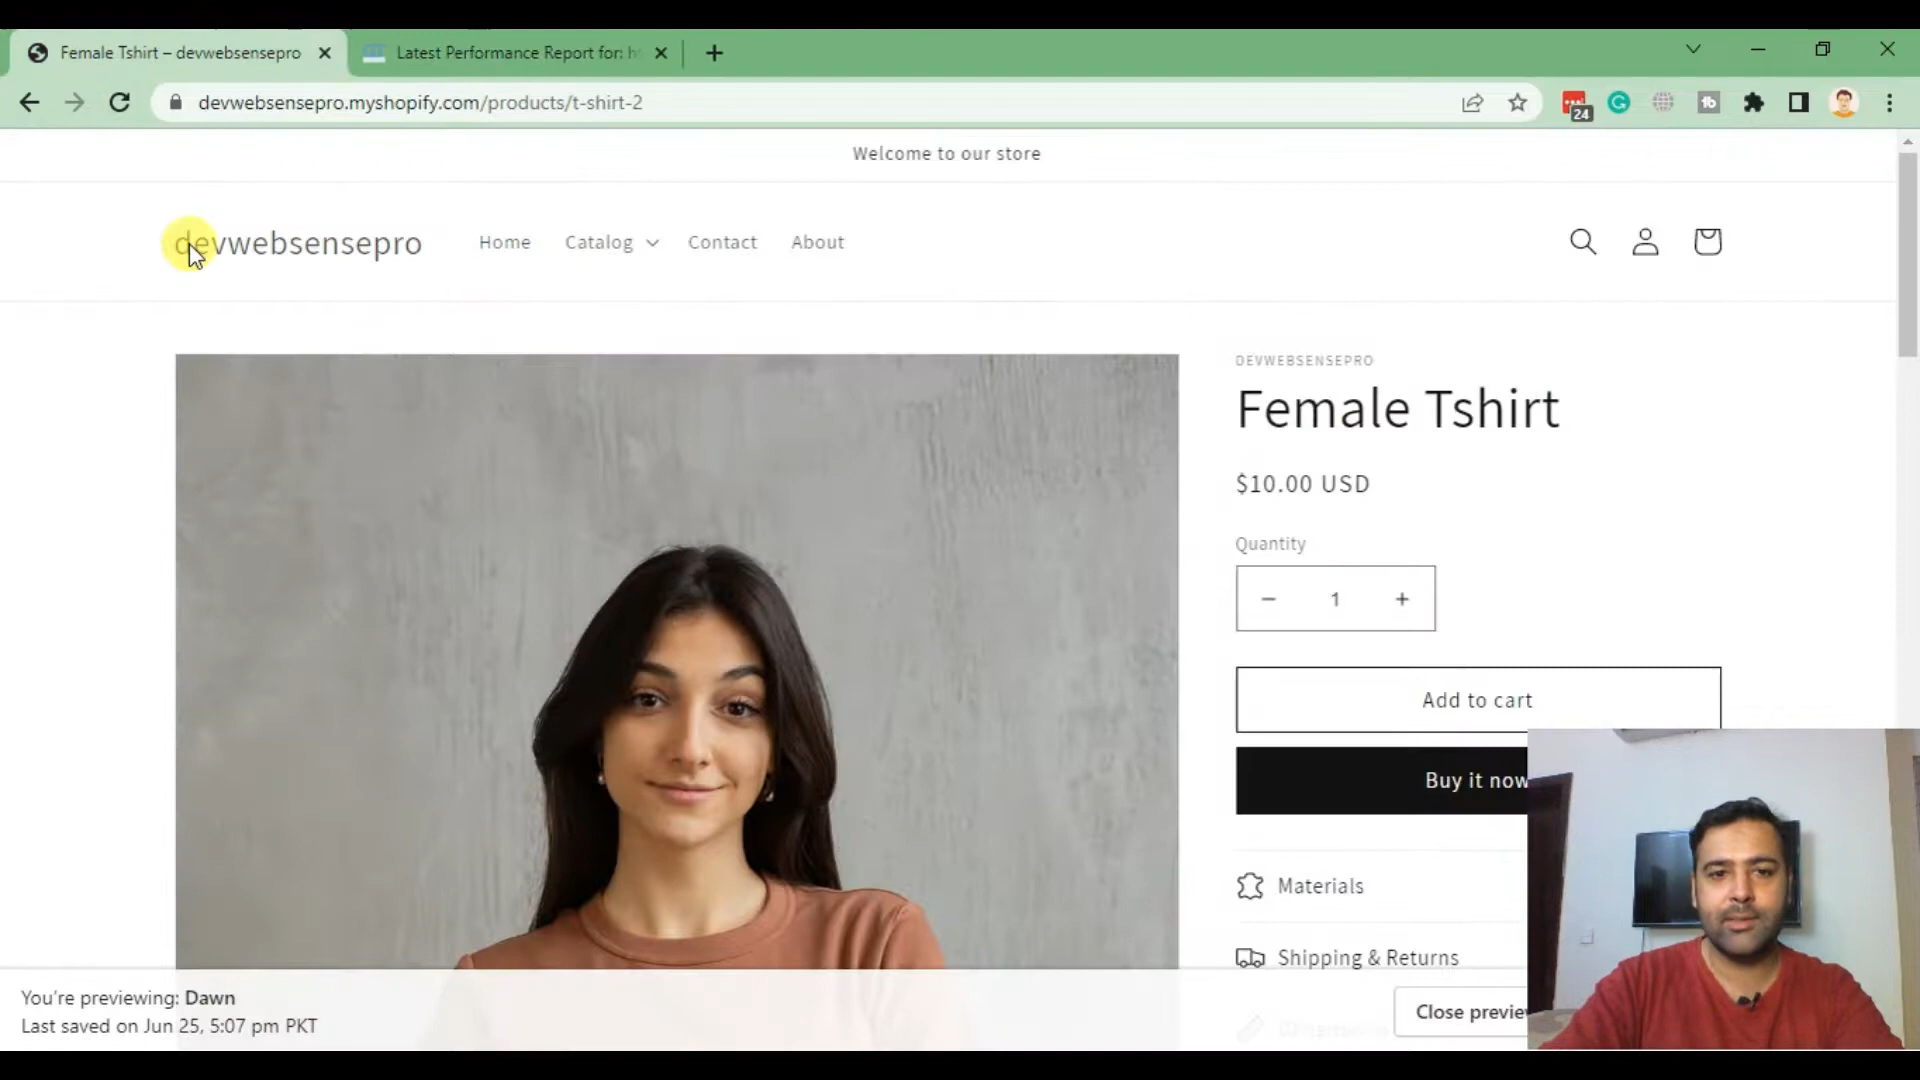 Female Tshirt – devwebsensepro
Latest Performance Report for: h
devwebsensepro.myshopify.com/products/t-shirt-2
24
Welcome to our store
devwebsensepro
Home
Catalog
Contact
About
DEVWEBSENSEPRO
Female Tshirt
$10.00 USD
Quantity
1
Add to cart
Buy it now
Materials
Shipping & Returns
You're previewing: Dawn
Last saved on Jun 25, 5:07 pm PKT
Close preview